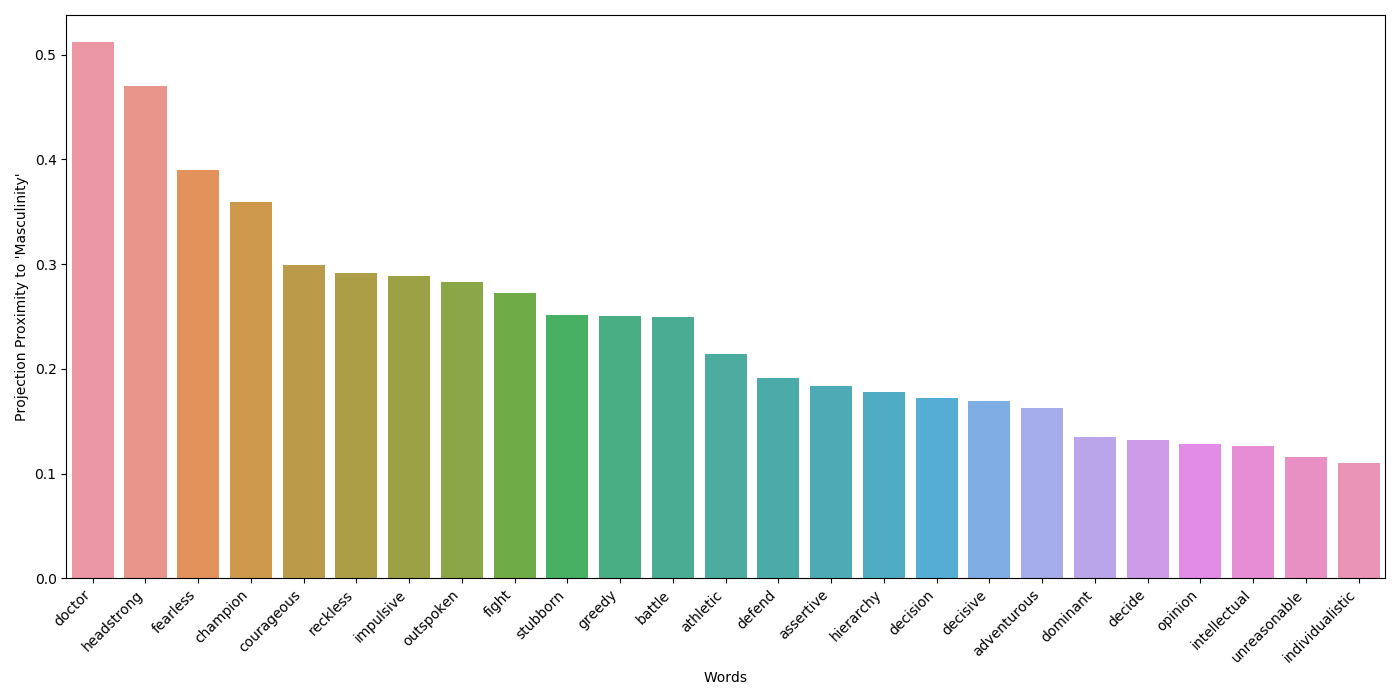 Projection Proximity to 'Masculinity'
0.5
0.4
0.3
0.2
0.1
0.0
doctor
headstrong
fearless
champion
courageous
reckless
impulsive
outspoken
fight
stubborn
greedy
battle
athletic
defend
assertive
hierarchy
decision
decisive
adventurous
dominant
decide
opinion
intellectual
unreasonable
individualistic
Words